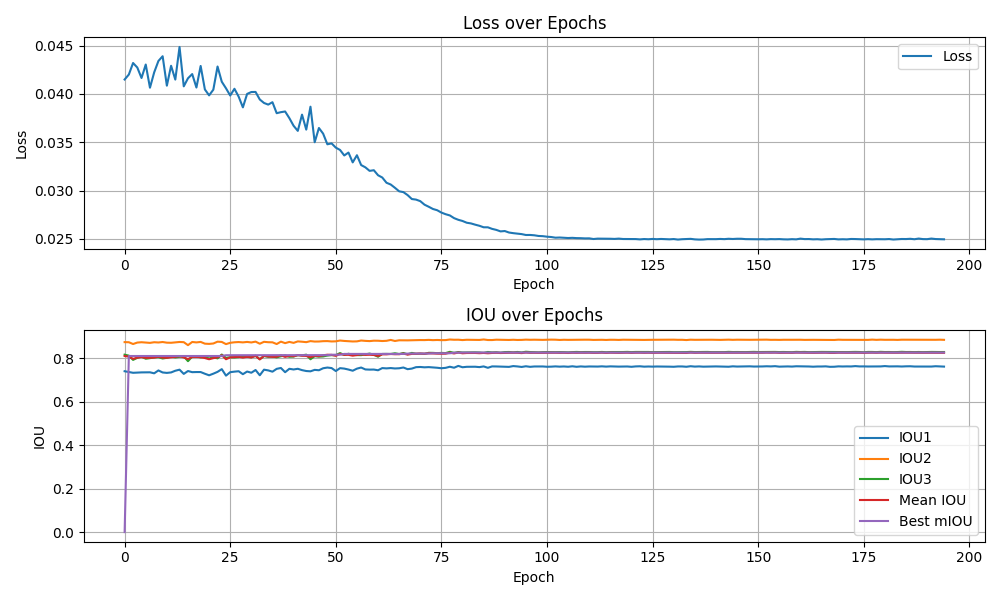 Loss over Epochs
0.045
0.040
0.035
0.030
0.025
Loss
Loss
0 25 50 75 100 125 150 175 200
Epoch
IOU over Epochs
0.8
0.6
0.4
0.2
0.0
IOU
IOU1
IOU2
IOU3
Mean IOU
Best mIOU
0 25 50 75 100 125 150 175 200
Epoch